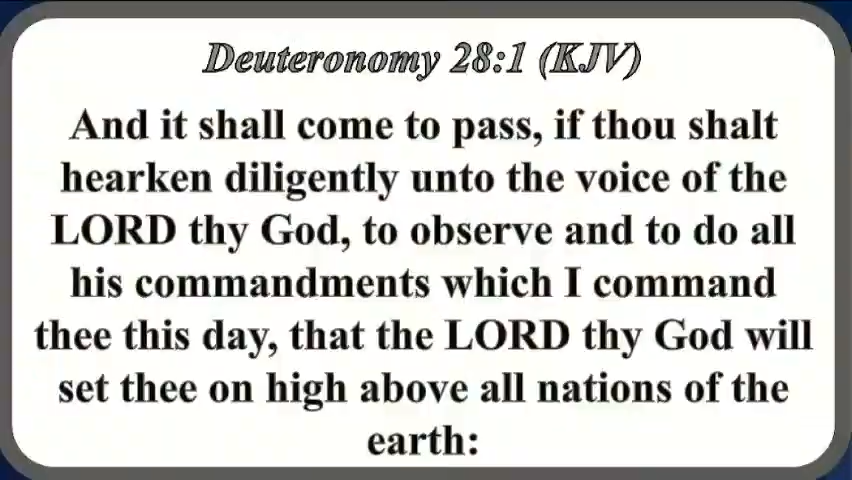 Deuteronomy 28:1 (KJV)
And it shall come to pass, if thou shalt
hearken diligently unto the voice of the
LORD thy God, to observe and to do all
his commandments which I command
thee this day, that the LORD thy God will
set thee on high above all nations of the
earth: